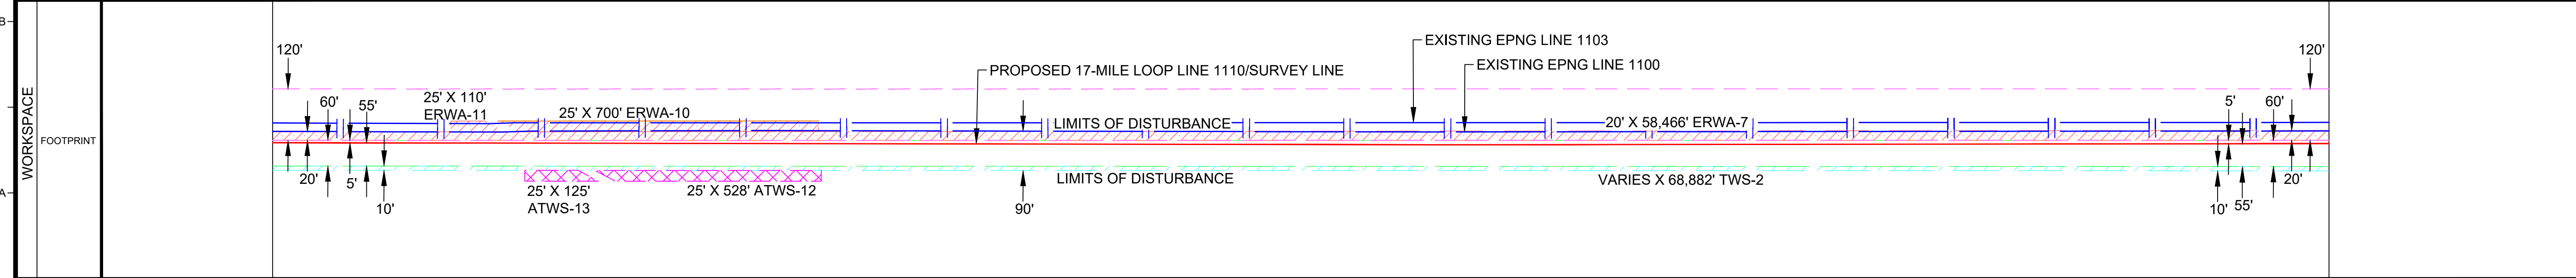 B
A
WORKSPACE
FOOTPRINT
120'
60'
55'
20'
5'
10'
25' X 110'
ERWA-11
25' X 700' ERWA-10
25' X 125'
ATWS-13
25' X 528' ATWS-12
PROPOSED 17-MILE LOOP LINE 1110/SURVEY LINE
LIMITS OF DISTURBANCE
LIMITS OF DISTURBANCE
90'
EXISTING EPNG LINE 1103
EXISTING EPNG LINE 1100
20' X 58,466' ERWA-7
VARIES X 68,882' TWS-2
120'
5'
60'
20'
10'
55'